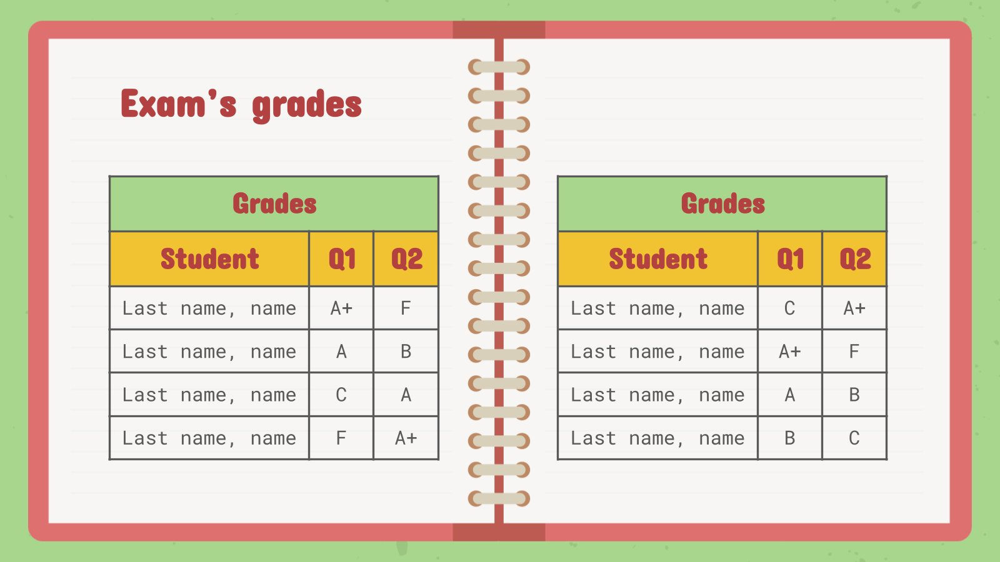 Exam’s grades
Grades
Student Q1 Q2
Last name, name A+ F
Last name, name A B
Last name, name C A
Last name, name F A+
Grades
Student Q1 Q2
Last name, name C A+
Last name, name A+ F
Last name, name A B
Last name, name B C